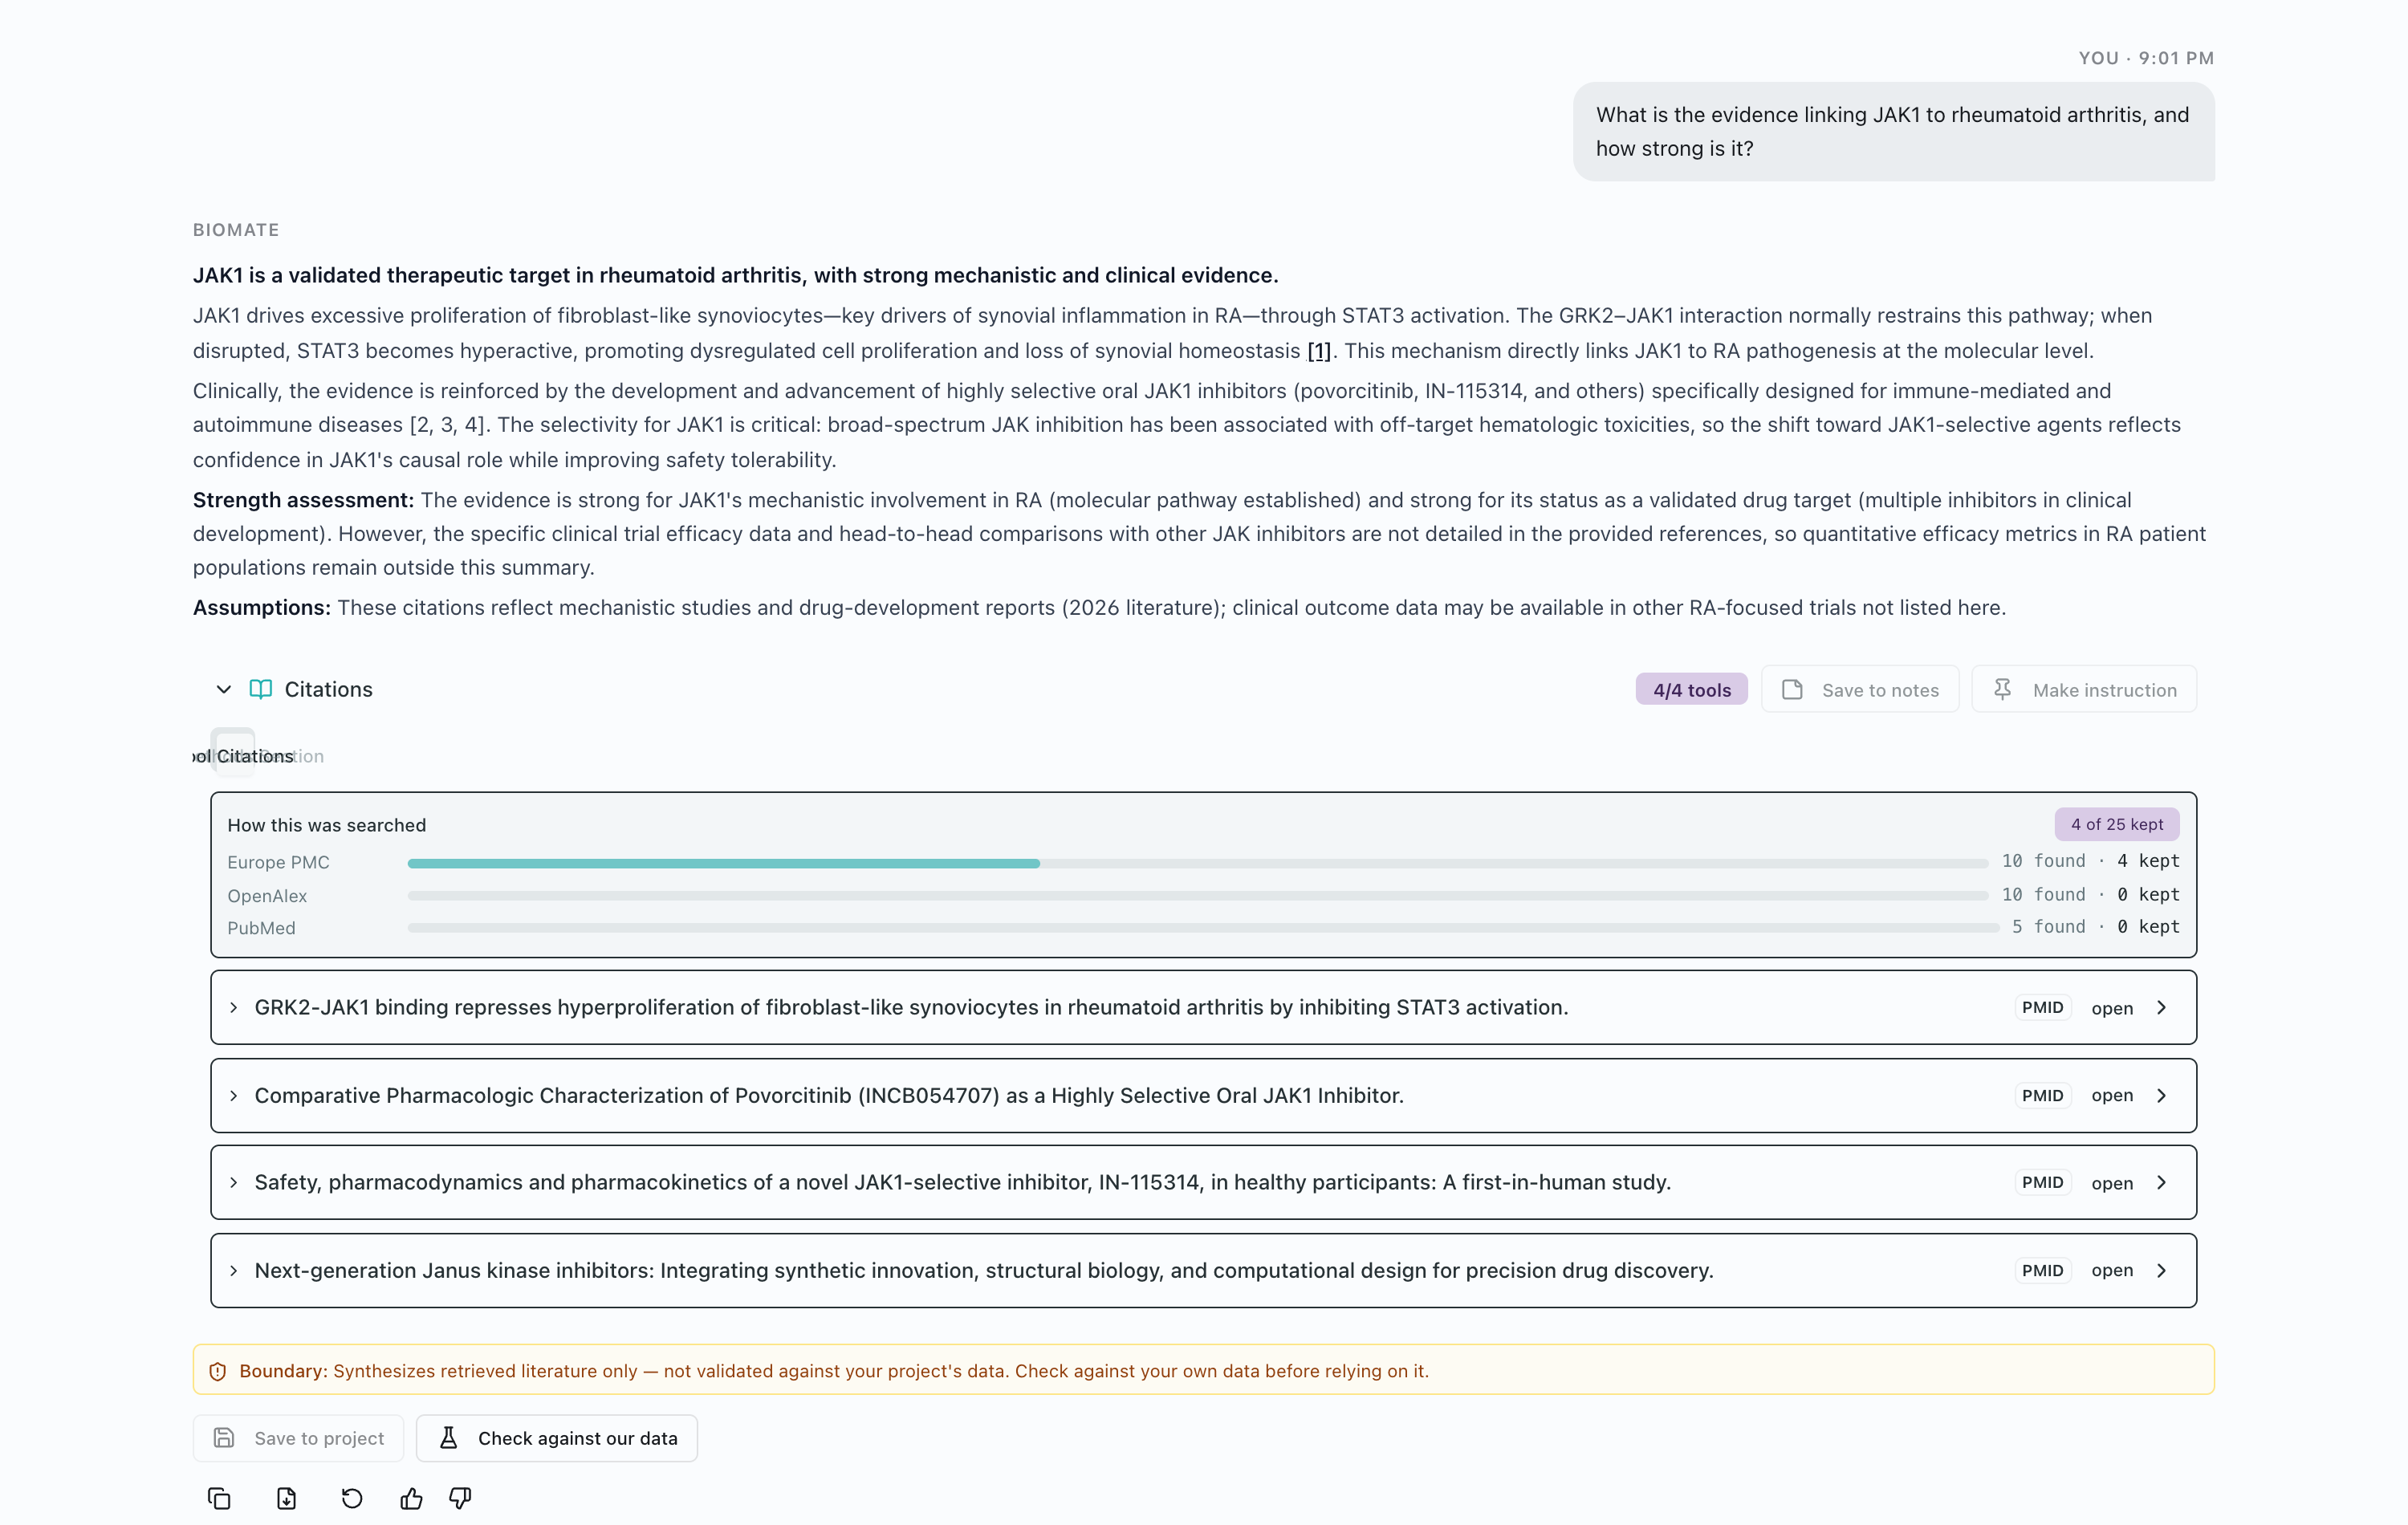 YOU · 9:01 PM
What is the evidence linking JAK1 to rheumatoid arthritis, and
how strong is it?
BIOMATE
JAK1 is a validated therapeutic target in rheumatoid arthritis, with strong mechanistic and clinical evidence.
JAK1 drives excessive proliferation of fibroblast-like synoviocytes—key drivers of synovial inflammation in RA—through STAT3 activation. The GRK2–JAK1 interaction normally restrains this pathway; when
disrupted, STAT3 becomes hyperactive, promoting dysregulated cell proliferation and loss of synovial homeostasis [1]. This mechanism directly links JAK1 to RA pathogenesis at the molecular level.
Clinically, the evidence is reinforced by the development and advancement of highly selective oral JAK1 inhibitors (povorcitinib, IN-115314, and others) specifically designed for immune-mediated and
autoimmune diseases [2, 3, 4]. The selectivity for JAK1 is critical: broad-spectrum JAK inhibition has been associated with off-target hematologic toxicities, so the shift toward JAK1-selective agents reflects
confidence in JAK1's causal role while improving safety tolerability.
Strength assessment: The evidence is strong for JAK1's mechanistic involvement in RA (molecular pathway established) and strong for its status as a validated drug target (multiple inhibitors in clinical
development). However, the specific clinical trial efficacy data and head-to-head comparisons with other JAK inhibitors are not detailed in the provided references, so quantitative efficacy metrics in RA patient
populations remain outside this summary.
Assumptions: These citations reflect mechanistic studies and drug-development reports (2026 literature); clinical outcome data may be available in other RA-focused trials not listed here.
Citations
4/4 tools
Save to notes
Make instruction
Citations
How this was searched
4 of 25 kept
Europe PMC 10 found · 4 kept
OpenAlex 10 found · 0 kept
PubMed 5 found · 0 kept
GRK2-JAK1 binding represses hyperproliferation of fibroblast-like synoviocytes in rheumatoid arthritis by inhibiting STAT3 activation. PMID open
Comparative Pharmacologic Characterization of Povorcitinib (INCB054707) as a Highly Selective Oral JAK1 Inhibitor. PMID open
Safety, pharmacodynamics and pharmacokinetics of a novel JAK1-selective inhibitor, IN-115314, in healthy participants: A first-in-human study. PMID open
Next-generation Janus kinase inhibitors: Integrating synthetic innovation, structural biology, and computational design for precision drug discovery. PMID open
Boundary: Synthesizes retrieved literature only — not validated against your project's data. Check against your own data before relying on it.
Save to project
Check against our data